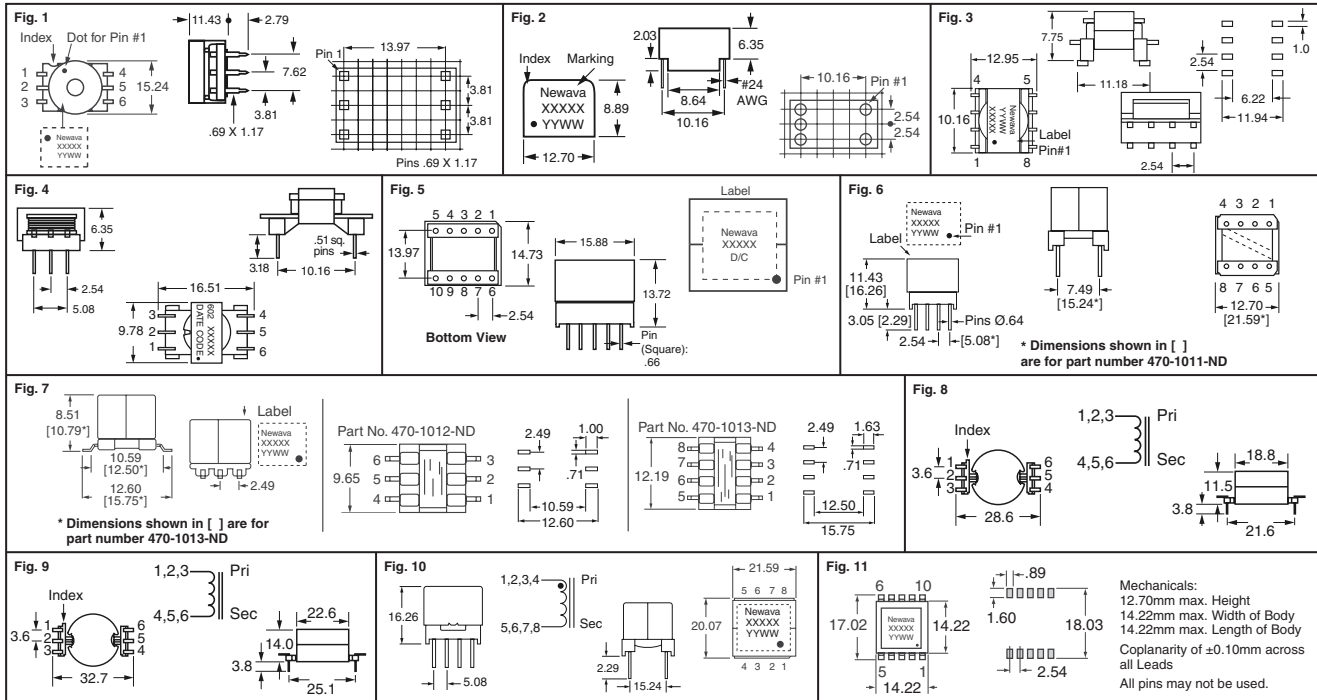 Fig. 1
11.43
2.79
Index
Dot for Pin #1
1
2
3
4
5
6
15.24
7.62
3.81
.69 X 1.17
Newava
XXXXX
YYWW
Pin 1
13.97
3.81
3.81
Pins .69 X 1.17
Fig. 2
Index
Marking
Newava
XXXXX
YYWW
8.89
12.70
2.03
6.35
#24
AWG
8.64
10.16
10.16
Pin #1
2.54
2.54
Fig. 3
7.75
12.95
11.18
4
5
10.16
Newava
YYWW
XXXXX
Label
Pin#1
1
8
2.54
1.0
2.54
6.22
11.94
Fig. 4
6.35
2.54
5.08
.51 sq.
pins
3.18
10.16
16.51
9.78
3
2
1
602 XXXXX
DATE CODE
4
5
6
Fig. 5
5 4 3 2 1
13.97
14.73
10 9 8 7 6
2.54
Bottom View
15.88
13.72
Pin
(Square):
.66
Label
Newava
XXXXX
D/C
Pin #1
Fig. 6
Newava
XXXXX
YYWW
Pin #1
Label
11.43
[16.26]
3.05 [2.29]
Pins Ø.64
2.54
[5.08*]
7.49
[15.24*]
4 3 2 1
8 7 6 5
12.70
[21.59*]
* Dimensions shown in [ ]
are for part number 470-1011-ND
Fig. 7
8.51
[10.79*]
10.59
[12.50*]
12.60
[15.75*]
Label
Newava
XXXXX
YYWW
2.49
* Dimensions shown in [ ] are for
part number 470-1013-ND
Part No. 470-1012-ND
9.65
6
5
4
3
2
1
2.49
1.00
.71
10.59
12.60
Part No. 470-1013-ND
12.19
8
7
6
5
4
3
2
1
2.49
1.63
.71
12.50
15.75
Fig. 8
Index
3.6
1
2
3
6
5
4
28.6
1,2,3
Pri
4,5,6
Sec
18.8
11.5
3.8
21.6
Fig. 9
Index
3.6
1
2
3
6
5
4
32.7
1,2,3
Pri
4,5,6
Sec
22.6
14.0
3.8
25.1
Fig. 10
16.26
5.08
1,2,3,4
Pri
5,6,7,8
Sec
2.29
15.24
21.59
5 6 7 8
20.07
Newava
XXXXX
YYWW
4 3 2 1
Fig. 11
6
10
17.02
Newava
XXXXX
YYWW
14.22
5
1
14.22
.89
1.60
18.03
2.54
Mechanicals:
12.70mm max. Height
14.22mm max. Width of Body
14.22mm max. Length of Body
Coplanarity of ±0.10mm across
all Leads
All pins may not be used.